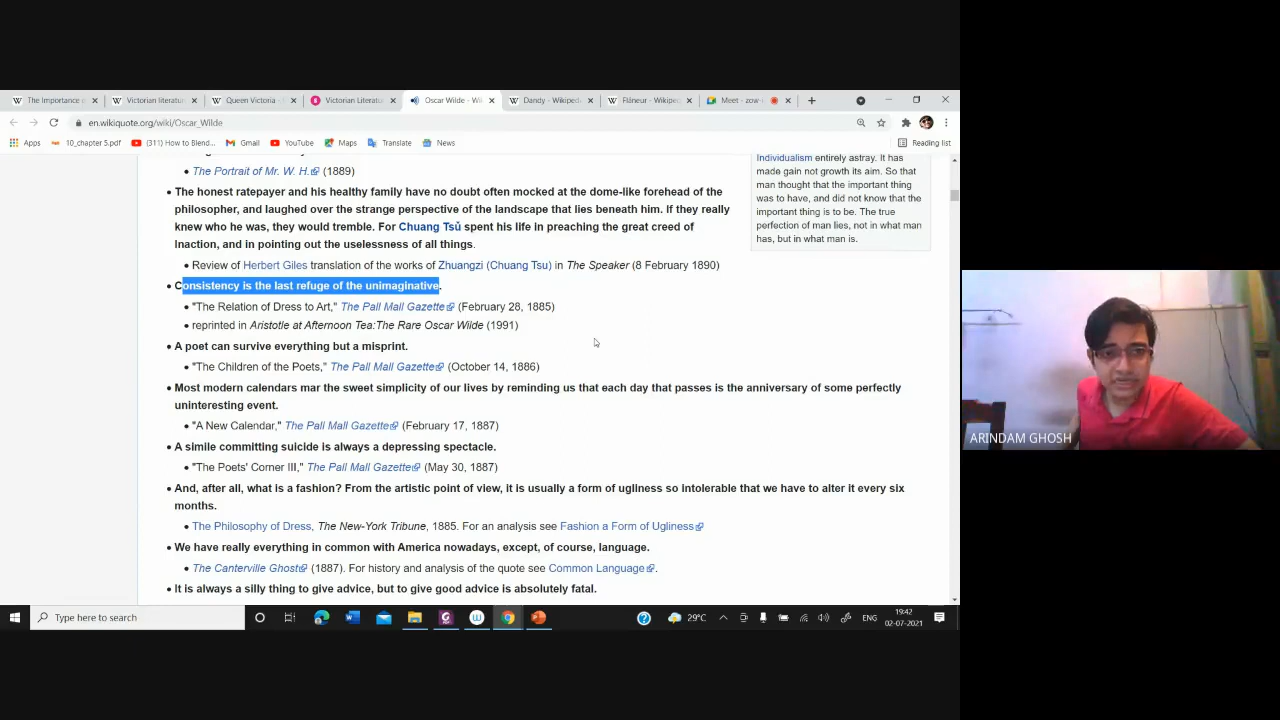 The Importance o
Victorian literatur
Queen Victoria -
Victorian Literatu
Oscar Wilde - Wi
Dandy - Wikiped
Flâneur - Wikipe
Meet - zow
en.wikiquote.org/wiki/Oscar_Wilde
Apps
10_chapter 5.pdf
(311) How to Blend...
Gmail
YouTube
Maps
Translate
News
Reading list
• The Portrait of Mr. W. H. (1889)
• The honest ratepayer and his healthy family have no doubt often mocked at the dome-like forehead of the
philosopher, and laughed over the strange perspective of the landscape that lies beneath him. If they really
knew who he was, they would tremble. For Chuang Tsŭ spent his life in preaching the great creed of
Inaction, and in pointing out the uselessness of all things.
• Review of Herbert Giles translation of the works of Zhuangzi (Chuang Tsu) in The Speaker (8 February 1890)
• Consistency is the last refuge of the unimaginative.
• "The Relation of Dress to Art," The Pall Mall Gazette (February 28, 1885)
• reprinted in Aristotle at Afternoon Tea:The Rare Oscar Wilde (1991)
• A poet can survive everything but a misprint.
• "The Children of the Poets," The Pall Mall Gazette (October 14, 1886)
• Most modern calendars mar the sweet simplicity of our lives by reminding us that each day that passes is the anniversary of some perfectly
uninteresting event.
• "A New Calendar," The Pall Mall Gazette (February 17, 1887)
• A simile committing suicide is always a depressing spectacle.
• "The Poets' Corner III," The Pall Mall Gazette (May 30, 1887)
• And, after all, what is a fashion? From the artistic point of view, it is usually a form of ugliness so intolerable that we have to alter it every six
months.
• The Philosophy of Dress, The New-York Tribune, 1885. For an analysis see Fashion a Form of Ugliness
• We have really everything in common with America nowadays, except, of course, language.
• The Canterville Ghost (1887). For history and analysis of the quote see Common Language.
• It is always a silly thing to give advice, but to give good advice is absolutely fatal.
Individualism entirely astray. It has
made gain not growth its aim. So that
man thought that the important thing
was to have, and did not know that the
important thing is to be. The true
perfection of man lies, not in what man
has, but in what man is.
ARINDAM GHOSH
Type here to search
29°C
ENG
19:42
02-07-2021